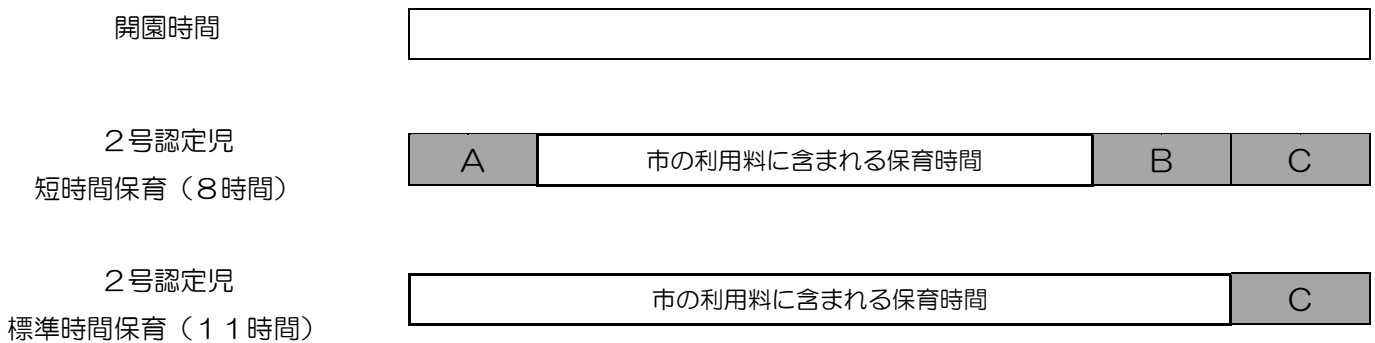 開園時間
２号認定児
短時間保育（８時間）
A
市の利用料に含まれる保育時間
B
C
２号認定児
標準時間保育（１１時間）
市の利用料に含まれる保育時間
C